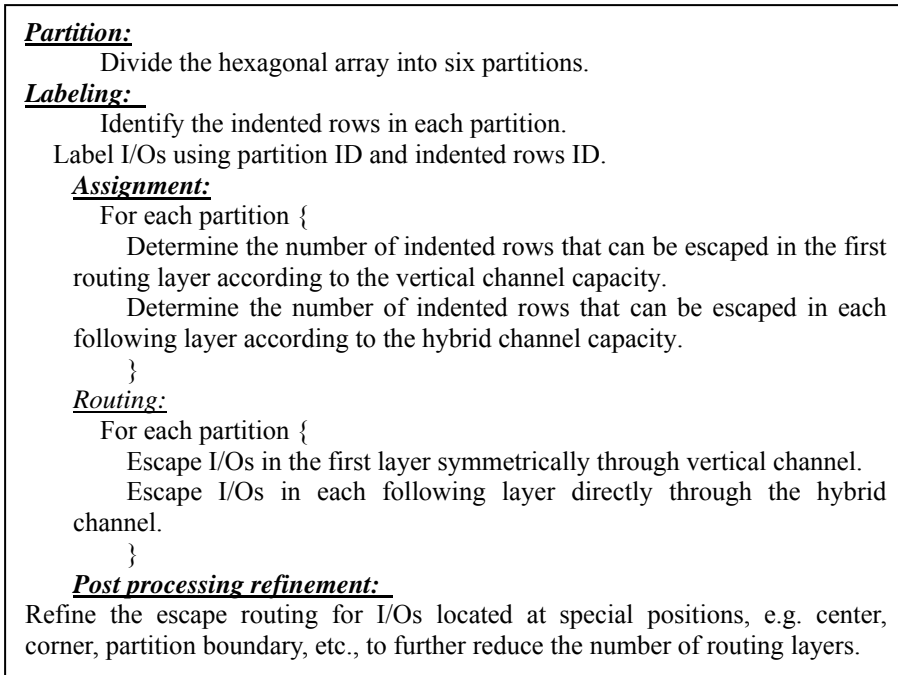 Partition:
Divide the hexagonal array into six partitions.
Labeling:
Identify the indented rows in each partition.
Label I/Os using partition ID and indented rows ID.
Assignment:
For each partition {
Determine the number of indented rows that can be escaped in the first
routing layer according to the vertical channel capacity.
Determine the number of indented rows that can be escaped in each
following layer according to the hybrid channel capacity.
}
Routing:
For each partition {
Escape I/Os in the first layer symmetrically through vertical channel.
Escape I/Os in each following layer directly through the hybrid
channel.
}
Post processing refinement:
Refine the escape routing for I/Os located at special positions, e.g. center,
corner, partition boundary, etc., to further reduce the number of routing layers.